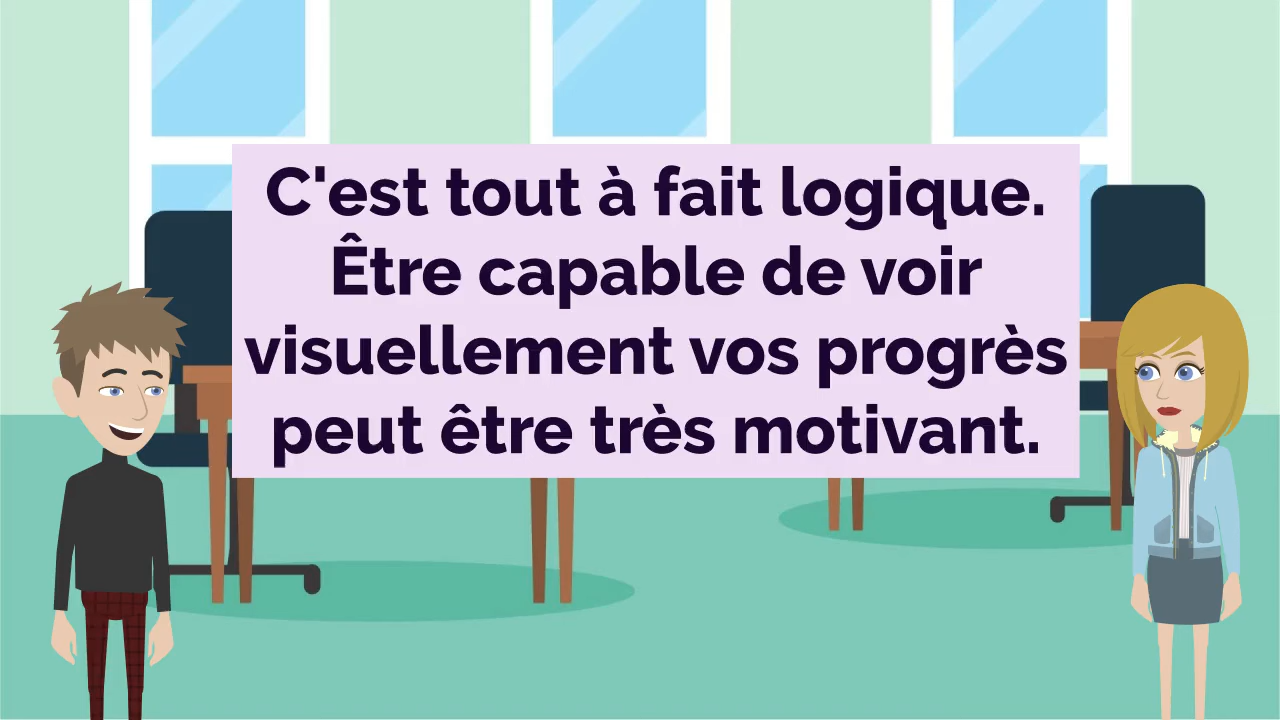 C'est tout à fait logique.
Être capable de voir
visuellement vos progrès
peut être très motivant.